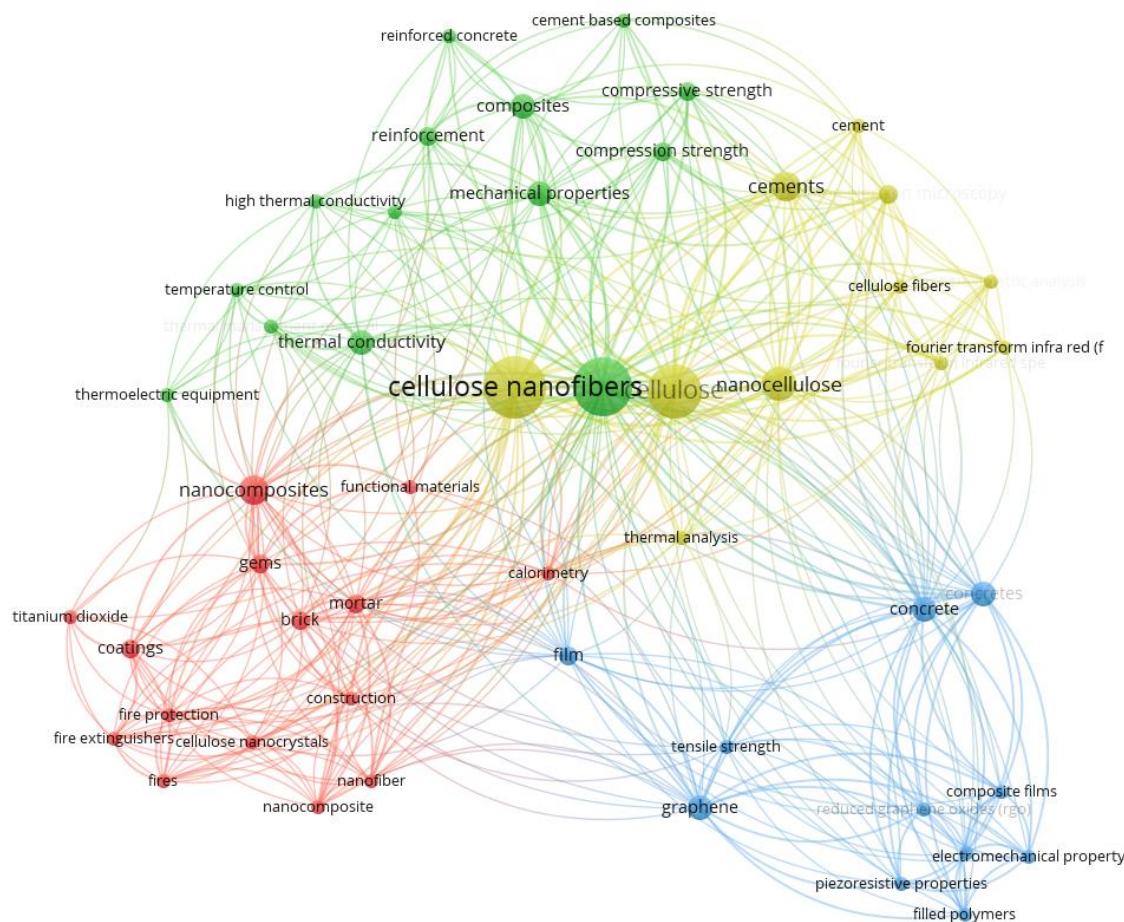 cement based composites
reinforced concrete
compressive strength
composites
cement
reinforcement
compression strength
mechanical properties
cements
microscopy
high thermal conductivity
cellulose fibers
analysis
temperature control
thermal conductivity
fourier transform infra red (f
cellulose nanofibers
cellulose
nanocellulose
thermoelectric equipment
nanocomposites
functional materials
thermal analysis
gems
calorimetry
concretes
mortar
concrete
titanium dioxide
brick
coatings
film
construction
fire protection
fire extinguishers
cellulose nanocrystals
tensile strength
fires
nanofiber
composite films
nanocomposite
graphene
reduced graphene oxides (rgo)
electromechanical property
piezoresistive properties
filled polymers